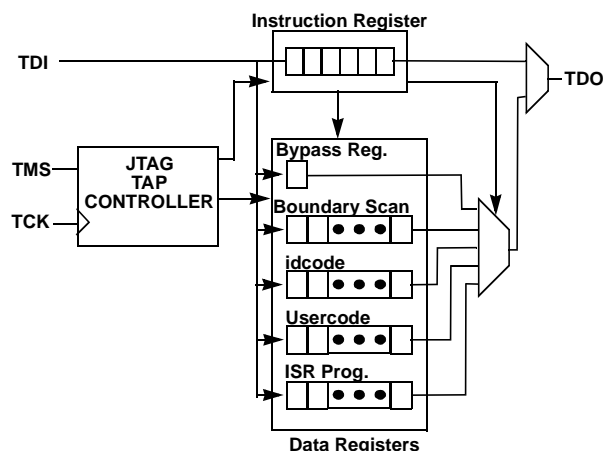 Instruction Register
TDI
TDO
TMS
TCK
JTAG
TAP
CONTROLLER
Bypass Reg.
Boundary Scan
idcode
Usercode
ISR Prog.
Data Registers